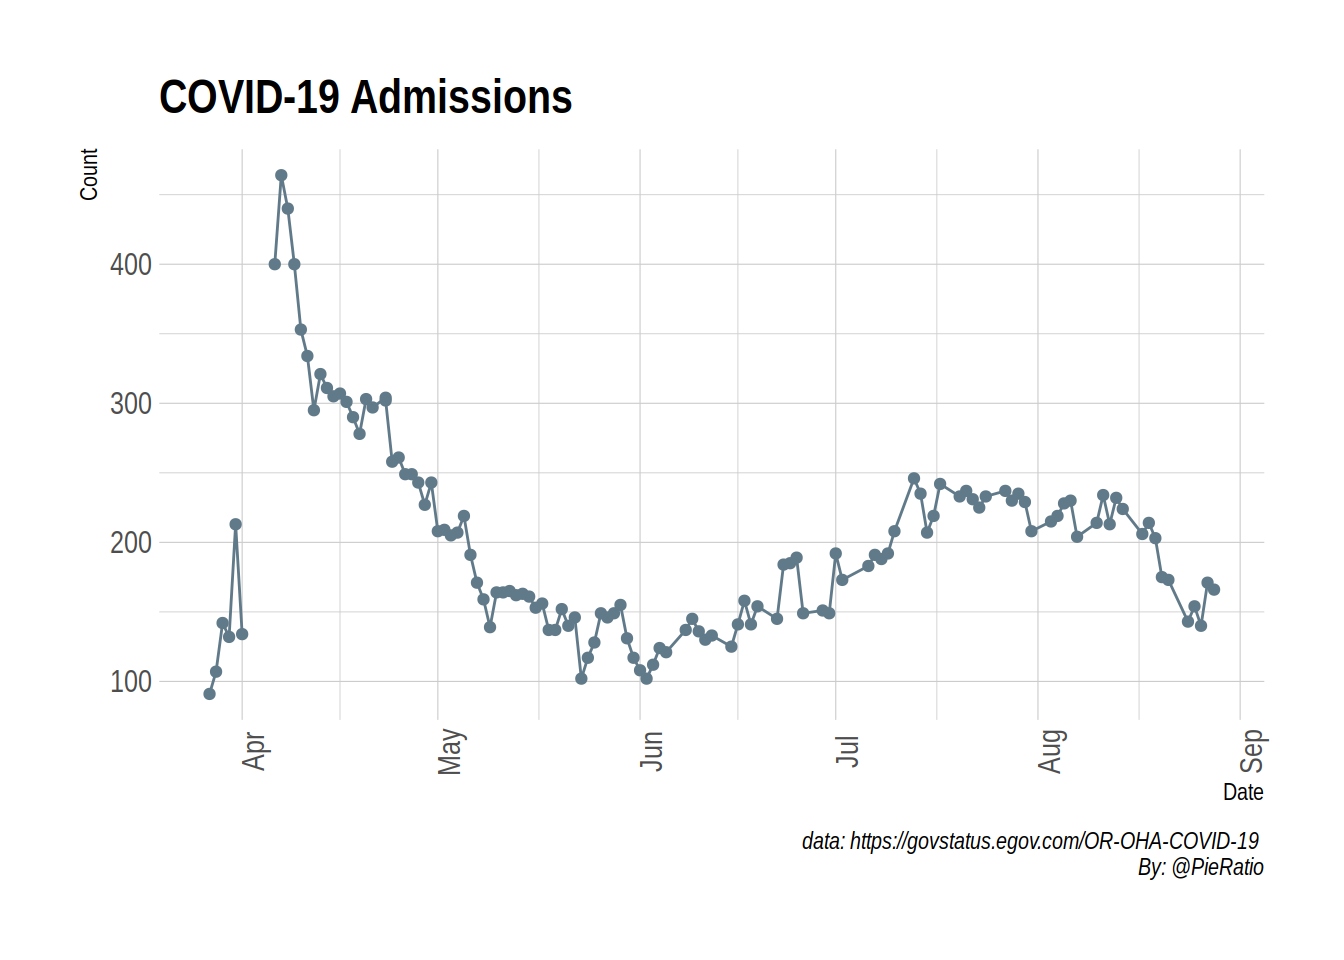 COVID-19 Admissions
Count
400
300
200
100
Apr
May
Jun
Jul
Aug
Sep
Date
data: https://govstatus.egov.com/OR-OHA-COVID-19
By: @PieRatio